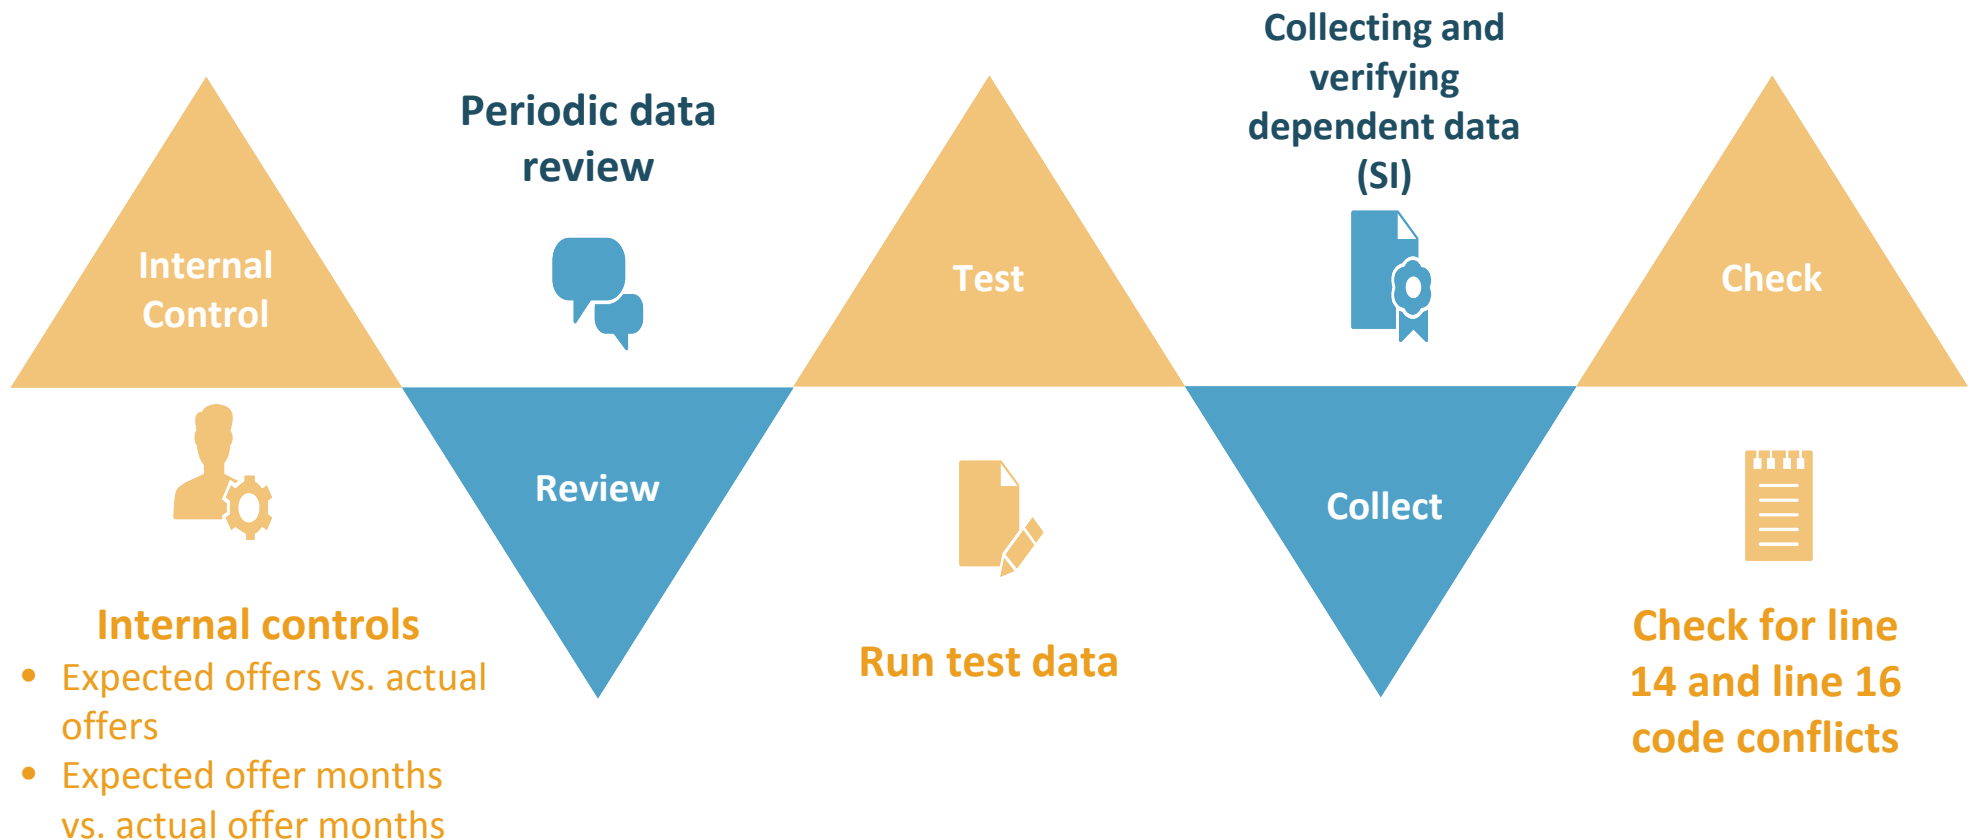 Internal
Control
Internal controls
• Expected offers vs. actual
offers
• Expected offer months
vs. actual offer months
Periodic data
review
Review
Test
Run test data
Collecting and
verifying
dependent data
(SI)
Collect
Check
Check for line
14 and line 16
code conflicts